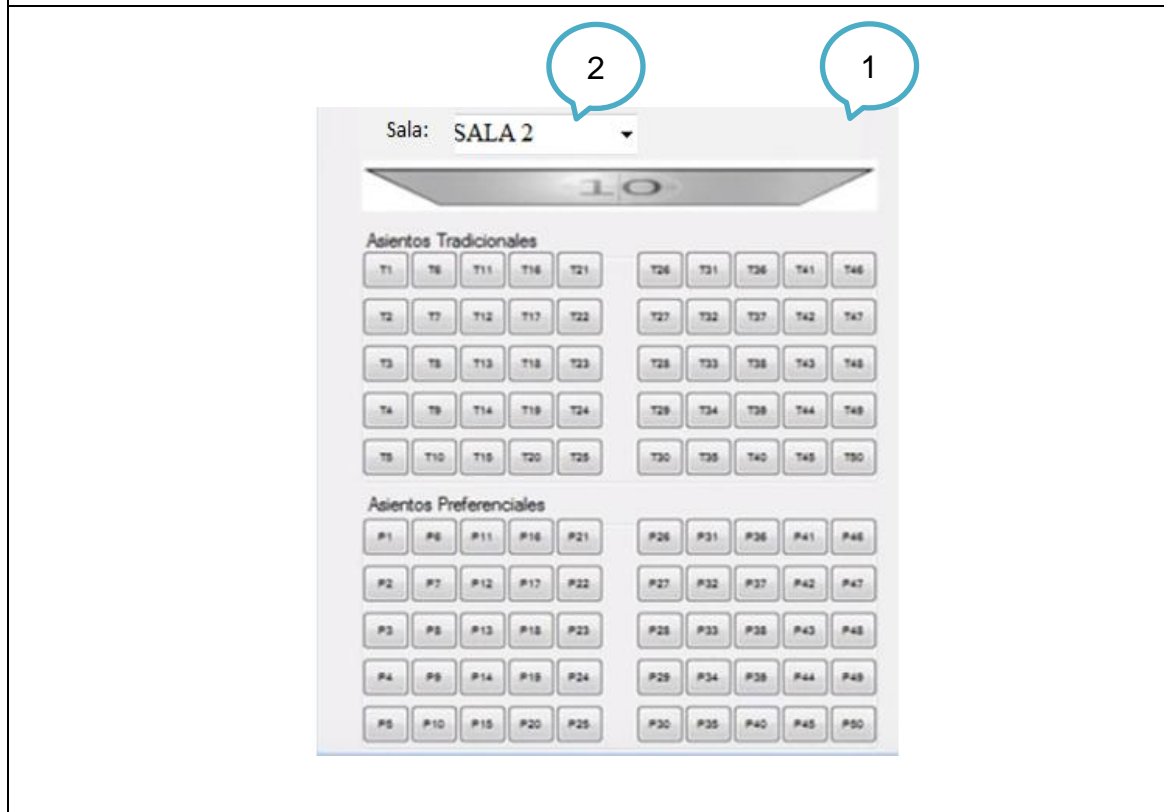 2 1
Sala: SALA 2
10
Asientos Tradicionales
T1 T6 T11 T16 T21 T26 T31 T36 T41 T46
T2 T7 T12 T17 T22 T27 T32 T37 T42 T47
T3 T8 T13 T18 T23 T28 T33 T38 T43 T48
T4 T9 T14 T19 T24 T29 T34 T39 T44 T49
T5 T10 T15 T20 T25 T30 T35 T40 T45 T50
Asientos Preferenciales
P1 P6 P11 P16 P21 P26 P31 P36 P41 P46
P2 P7 P12 P17 P22 P27 P32 P37 P42 P47
P3 P8 P13 P18 P23 P28 P33 P38 P43 P48
P4 P9 P14 P19 P24 P29 P34 P39 P44 P49
P5 P10 P15 P20 P25 P30 P35 P40 P45 P50